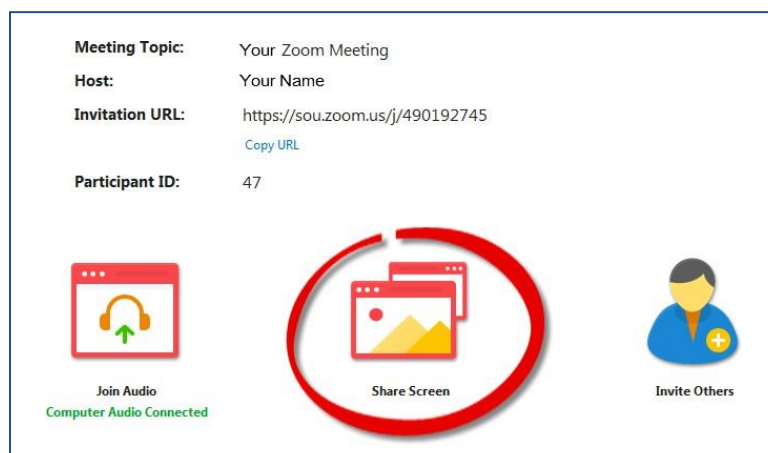 Meeting Topic: Your Zoom Meeting
Host: Your Name
Invitation URL: https://sou.zoom.us/j/490192745
Copy URL
Participant ID: 47
Join Audio
Computer Audio Connected
Share Screen
Invite Others